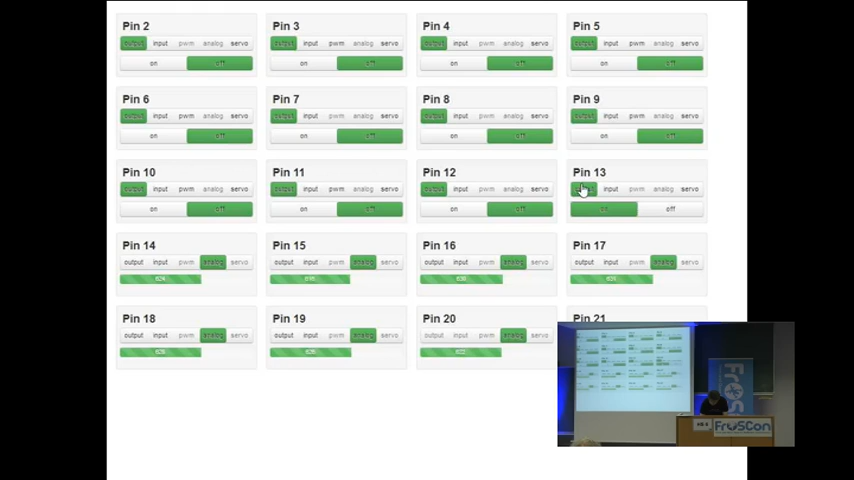 Pin 2 Pin 3 Pin 4 Pin 5
output input pwm analog servo output input pwm analog servo output input pwm analog servo output input pwm analog servo
on off on off on off on off
Pin 6 Pin 7 Pin 8 Pin 9
output input pwm analog servo output input pwm analog servo output input pwm analog servo output input pwm analog servo
on off on off on off on off
Pin 10 Pin 11 Pin 12 Pin 13
output input pwm analog servo output input pwm analog servo output input pwm analog servo output input pwm analog servo
on off on off on off on off
Pin 14 Pin 15 Pin 16 Pin 17
output input pwm analog servo output input pwm analog servo output input pwm analog servo output input pwm analog servo
Pin 18 Pin 19 Pin 20 Pin 21
output input pwm analog servo output input pwm analog servo output input pwm analog servo
FrOSCon